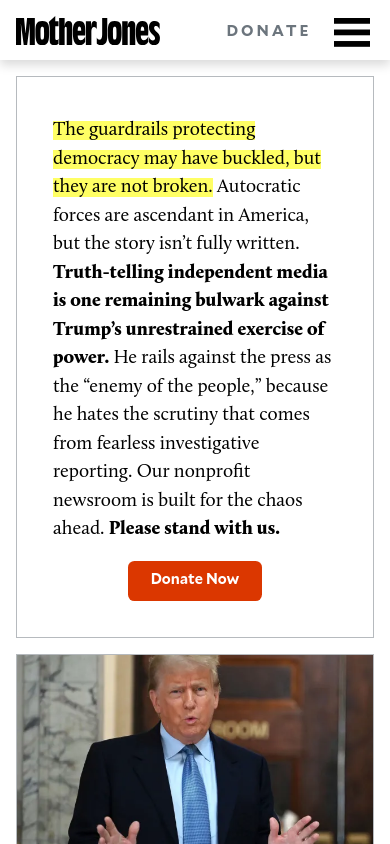 Mother Jones
DONATE
The guardrails protecting
democracy may have buckled, but
they are not broken. Autocratic
forces are ascendant in America,
but the story isn’t fully written.
Truth-telling independent media
is one remaining bulwark against
Trump’s unrestrained exercise of
power. He rails against the press as
the “enemy of the people,” because
he hates the scrutiny that comes
from fearless investigative
reporting. Our nonprofit
newsroom is built for the chaos
ahead. Please stand with us.
Donate Now
ROOM